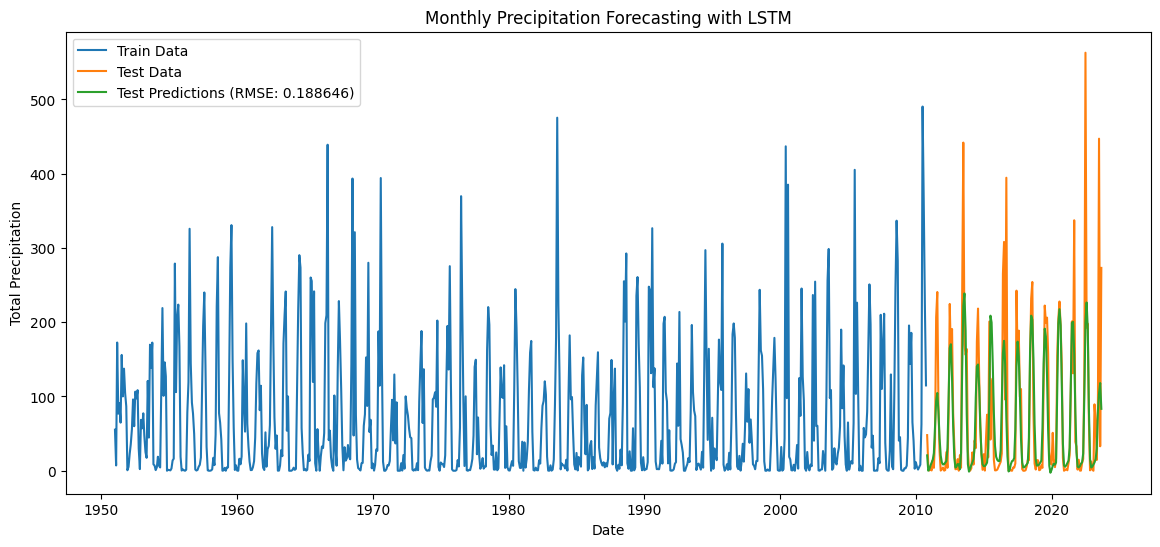 Monthly Precipitation Forecasting with LSTM
Train Data
Test Data
Test Predictions (RMSE: 0.188646)
Total Precipitation
500
400
300
200
100
0
1950 1960 1970 1980 1990 2000 2010 2020
Date